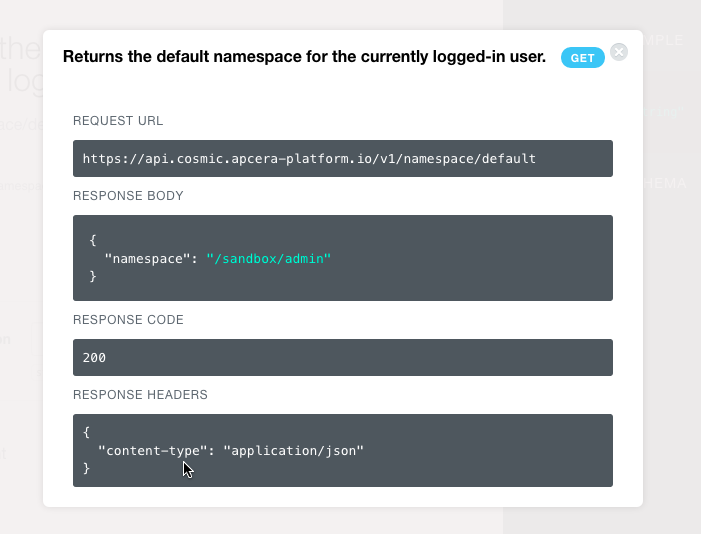 Returns the default namespace for the currently logged-in user. GET
REQUEST URL
https://api.cosmic.apcera-platform.io/v1/namespace/default
RESPONSE BODY
{
"namespace": "/sandbox/admin"
}
RESPONSE CODE
200
RESPONSE HEADERS
{
"content-type": "application/json"
}